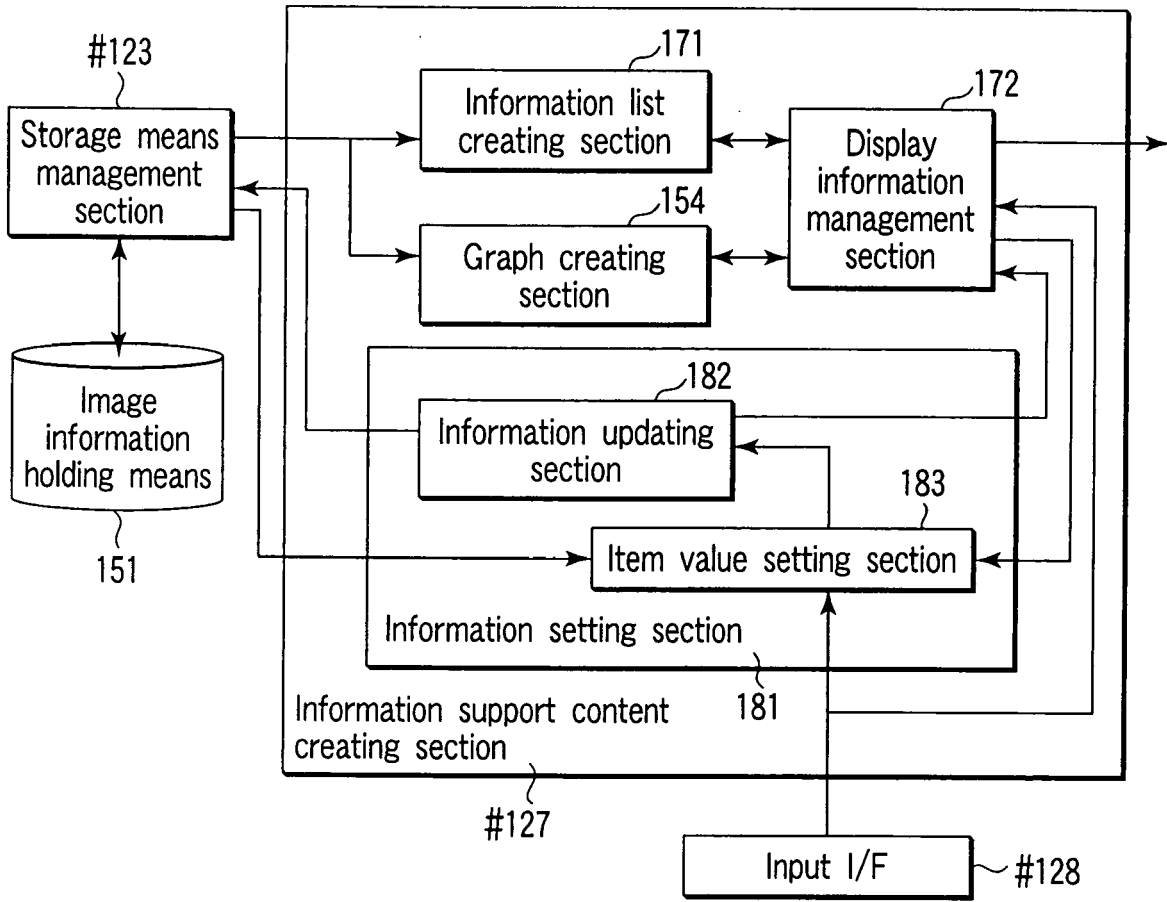 #123
Storage means
management
section
171
Information list
creating section
172
Display
information
management
section
154
Graph creating
section
Image
information
holding means
151
182
Information updating
section
183
Item value setting section
Information setting section
181
Information support content
creating section
#127
Input I/F
#128